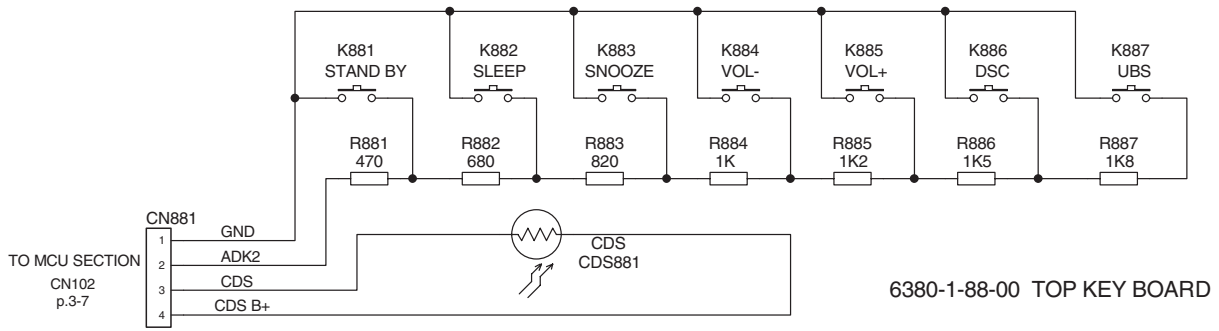 K881 K882 K883 K884 K885 K886 K887
STAND BY SLEEP SNOOZE VOL- VOL+ DSC UBS
R881 R882 R883 R884 R885 R886 R887
470 680 820 1K 1K2 1K5 1K8
CN881
1 GND
TO MCU SECTION 2 ADK2
CDS
CDS881
CN102
p.3-7
3 CDS
4 CDS B+
6380-1-88-00 TOP KEY BOARD